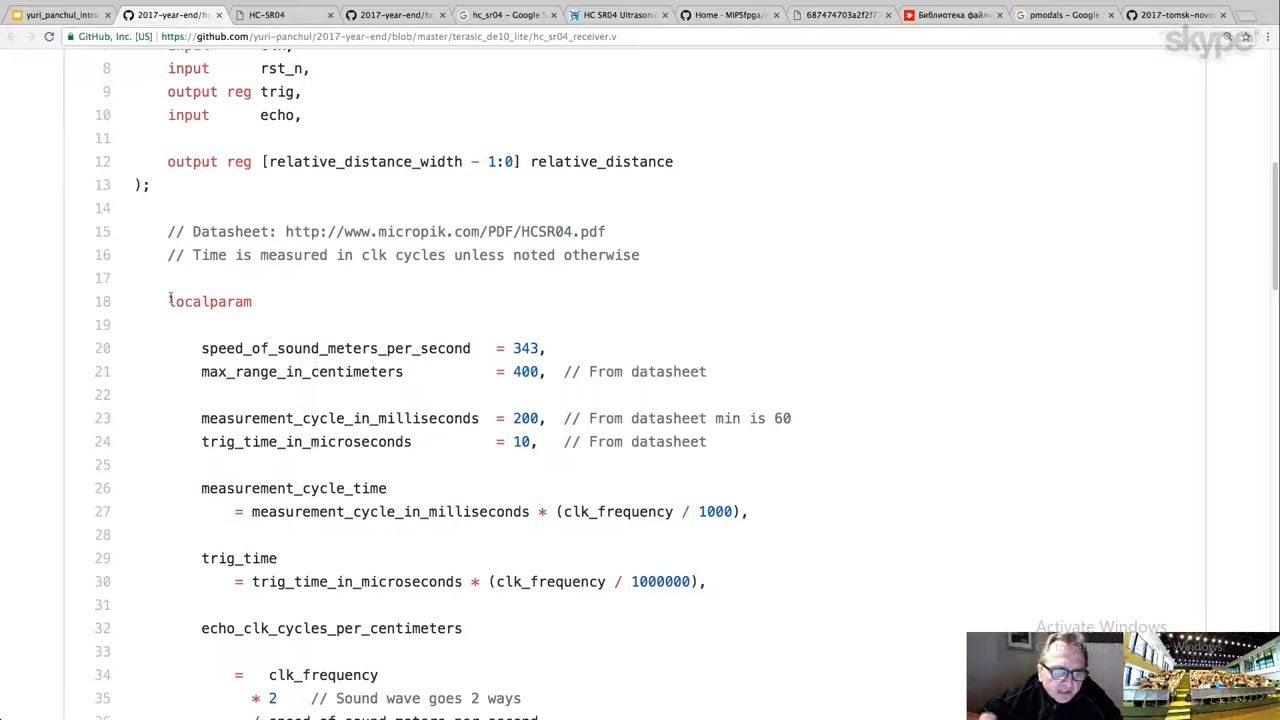 yuri_panchul_intro
2017-year-end/hc
HC-SR04
2017-year-end/hc
hc_sr04 - Google S
HC SR04 Ultrasonic
Home · MIPSfpga/p
687474703a2f2f77
Библиотека файло
pmodals - Google
2017-tomsk-novo
GitHub, Inc. [US] https://github.com/yuri-panchul/2017-year-end/blob/master/terasic_de10_lite/hc_sr04_receiver.v
skype
8 input rst_n,
9 output reg trig,
10 input echo,
11
12 output reg [relative_distance_width - 1:0] relative_distance
13 );
14
15 // Datasheet: http://www.micropik.com/PDF/HCSR04.pdf
16 // Time is measured in clk cycles unless noted otherwise
17
18 localparam
19
20 speed_of_sound_meters_per_second = 343,
21 max_range_in_centimeters = 400, // From datasheet
22
23 measurement_cycle_in_milliseconds = 200, // From datasheet min is 60
24 trig_time_in_microseconds = 10, // From datasheet
25
26 measurement_cycle_time
27 = measurement_cycle_in_milliseconds * (clk_frequency / 1000),
28
29 trig_time
30 = trig_time_in_microseconds * (clk_frequency / 1000000),
31
32 echo_clk_cycles_per_centimeters
33
34 = clk_frequency
35 * 2 // Sound wave goes 2 ways
Activate Windows